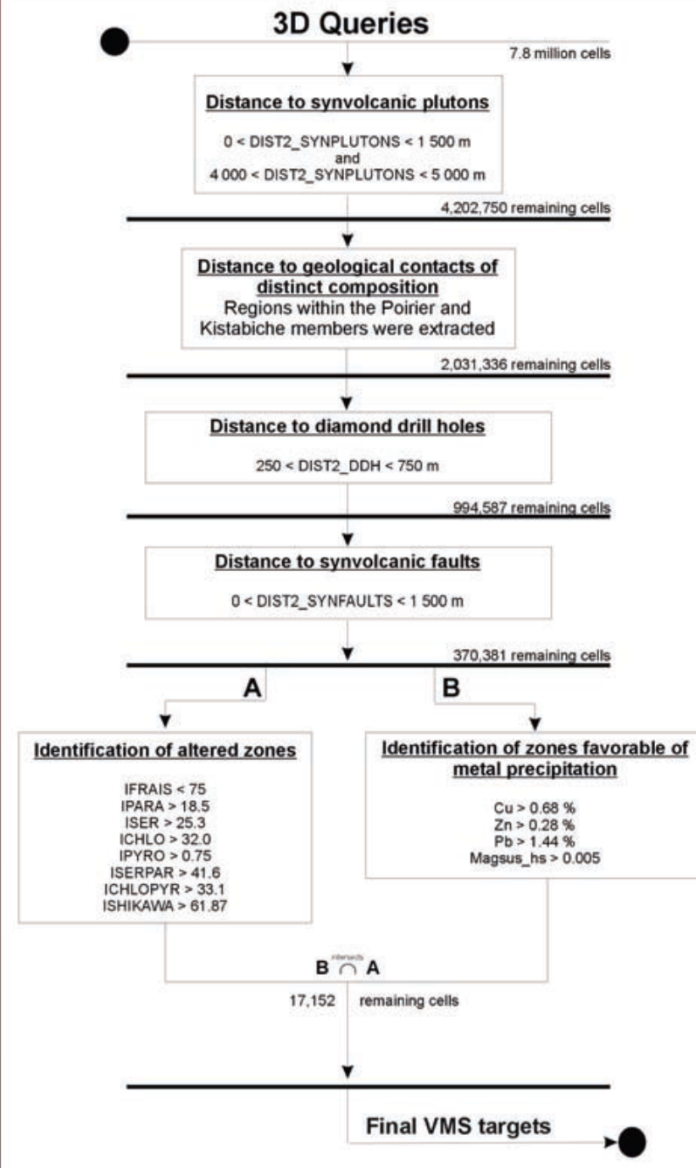 3D Queries
7.8 million cells
Distance to synvolcanic plutons
0 < DIST2_SYNPLUTONS < 1 500 m
and
4 000 < DIST2_SYNPLUTONS < 5 000 m
4,202,750 remaining cells
Distance to geological contacts of
distinct composition
Regions within the Poirier and
Kistabiche members were extracted
2,031,336 remaining cells
Distance to diamond drill holes
250 < DIST2_DDH < 750 m
994,587 remaining cells
Distance to synvolcanic faults
0 < DIST2_SYNFAULTS < 1 500 m
370,381 remaining cells
A
B
Identification of altered zones
IFRAIS < 75
IPARA > 18.5
ISER > 25.3
ICHLO > 32.0
IPYRO > 0.75
ISERPAR > 41.6
ICHLOPYR > 33.1
ISHIKAWA > 61.87
Identification of zones favorable of
metal precipitation
Cu > 0.68 %
Zn > 0.28 %
Pb > 1.44 %
Magsus_hs > 0.005
B ∩ A
17,152 remaining cells
Final VMS targets